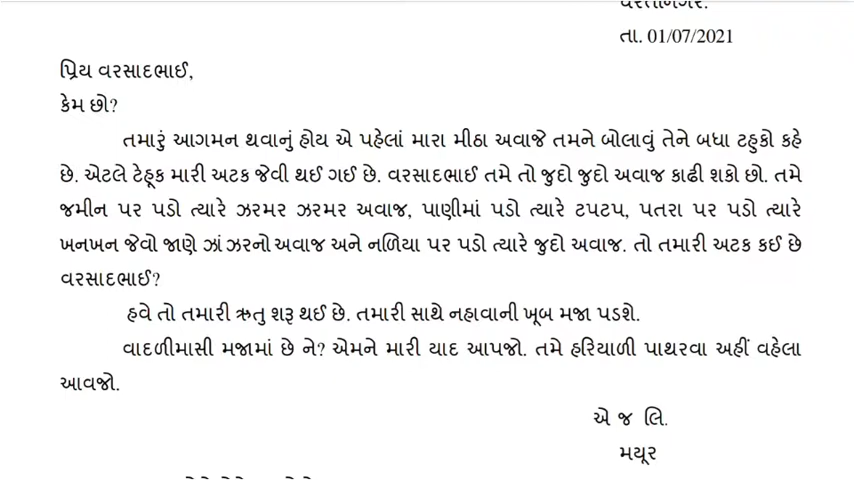 તા. 01/07/2021
પ્રિય વરસાદભાઈ,
કેમ છો?
તમારું આગમન થવાનું હોય એ પહેલાં મારા મીઠા અવાજે તમને બોલાવું તેને બધા ટહુકો કહે
છે. એટલે ટેહૂક મારી અટક જેવી થઈ ગઈ છે. વરસાદભાઈ તમે તો જુદો જુદો અવાજ કાઢી શકો છો. તમે
જમીન પર પડો ત્યારે ઝરમર ઝરમર અવાજ, પાણીમાં પડો ત્યારે ટપટપ, પતરા પર પડો ત્યારે
ખનખન જેવો જાણે ઝાં ઝરનો અવાજ અને નળિયા પર પડો ત્યારે જુદો અવાજ. તો તમારી અટક કઈ છે
વરસાદભાઈ?
હવે તો તમારી ઋતુ શરૂ થઈ છે. તમારી સાથે નહાવાની ખૂબ મજા પડશે.
વાદળીમાસી મજામાં છે ને? એમને મારી યાદ આપજો. તમે હરિયાળી પાથરવા અહીં વહેલા
આવજો.
એ જ લિ.
મયૂર